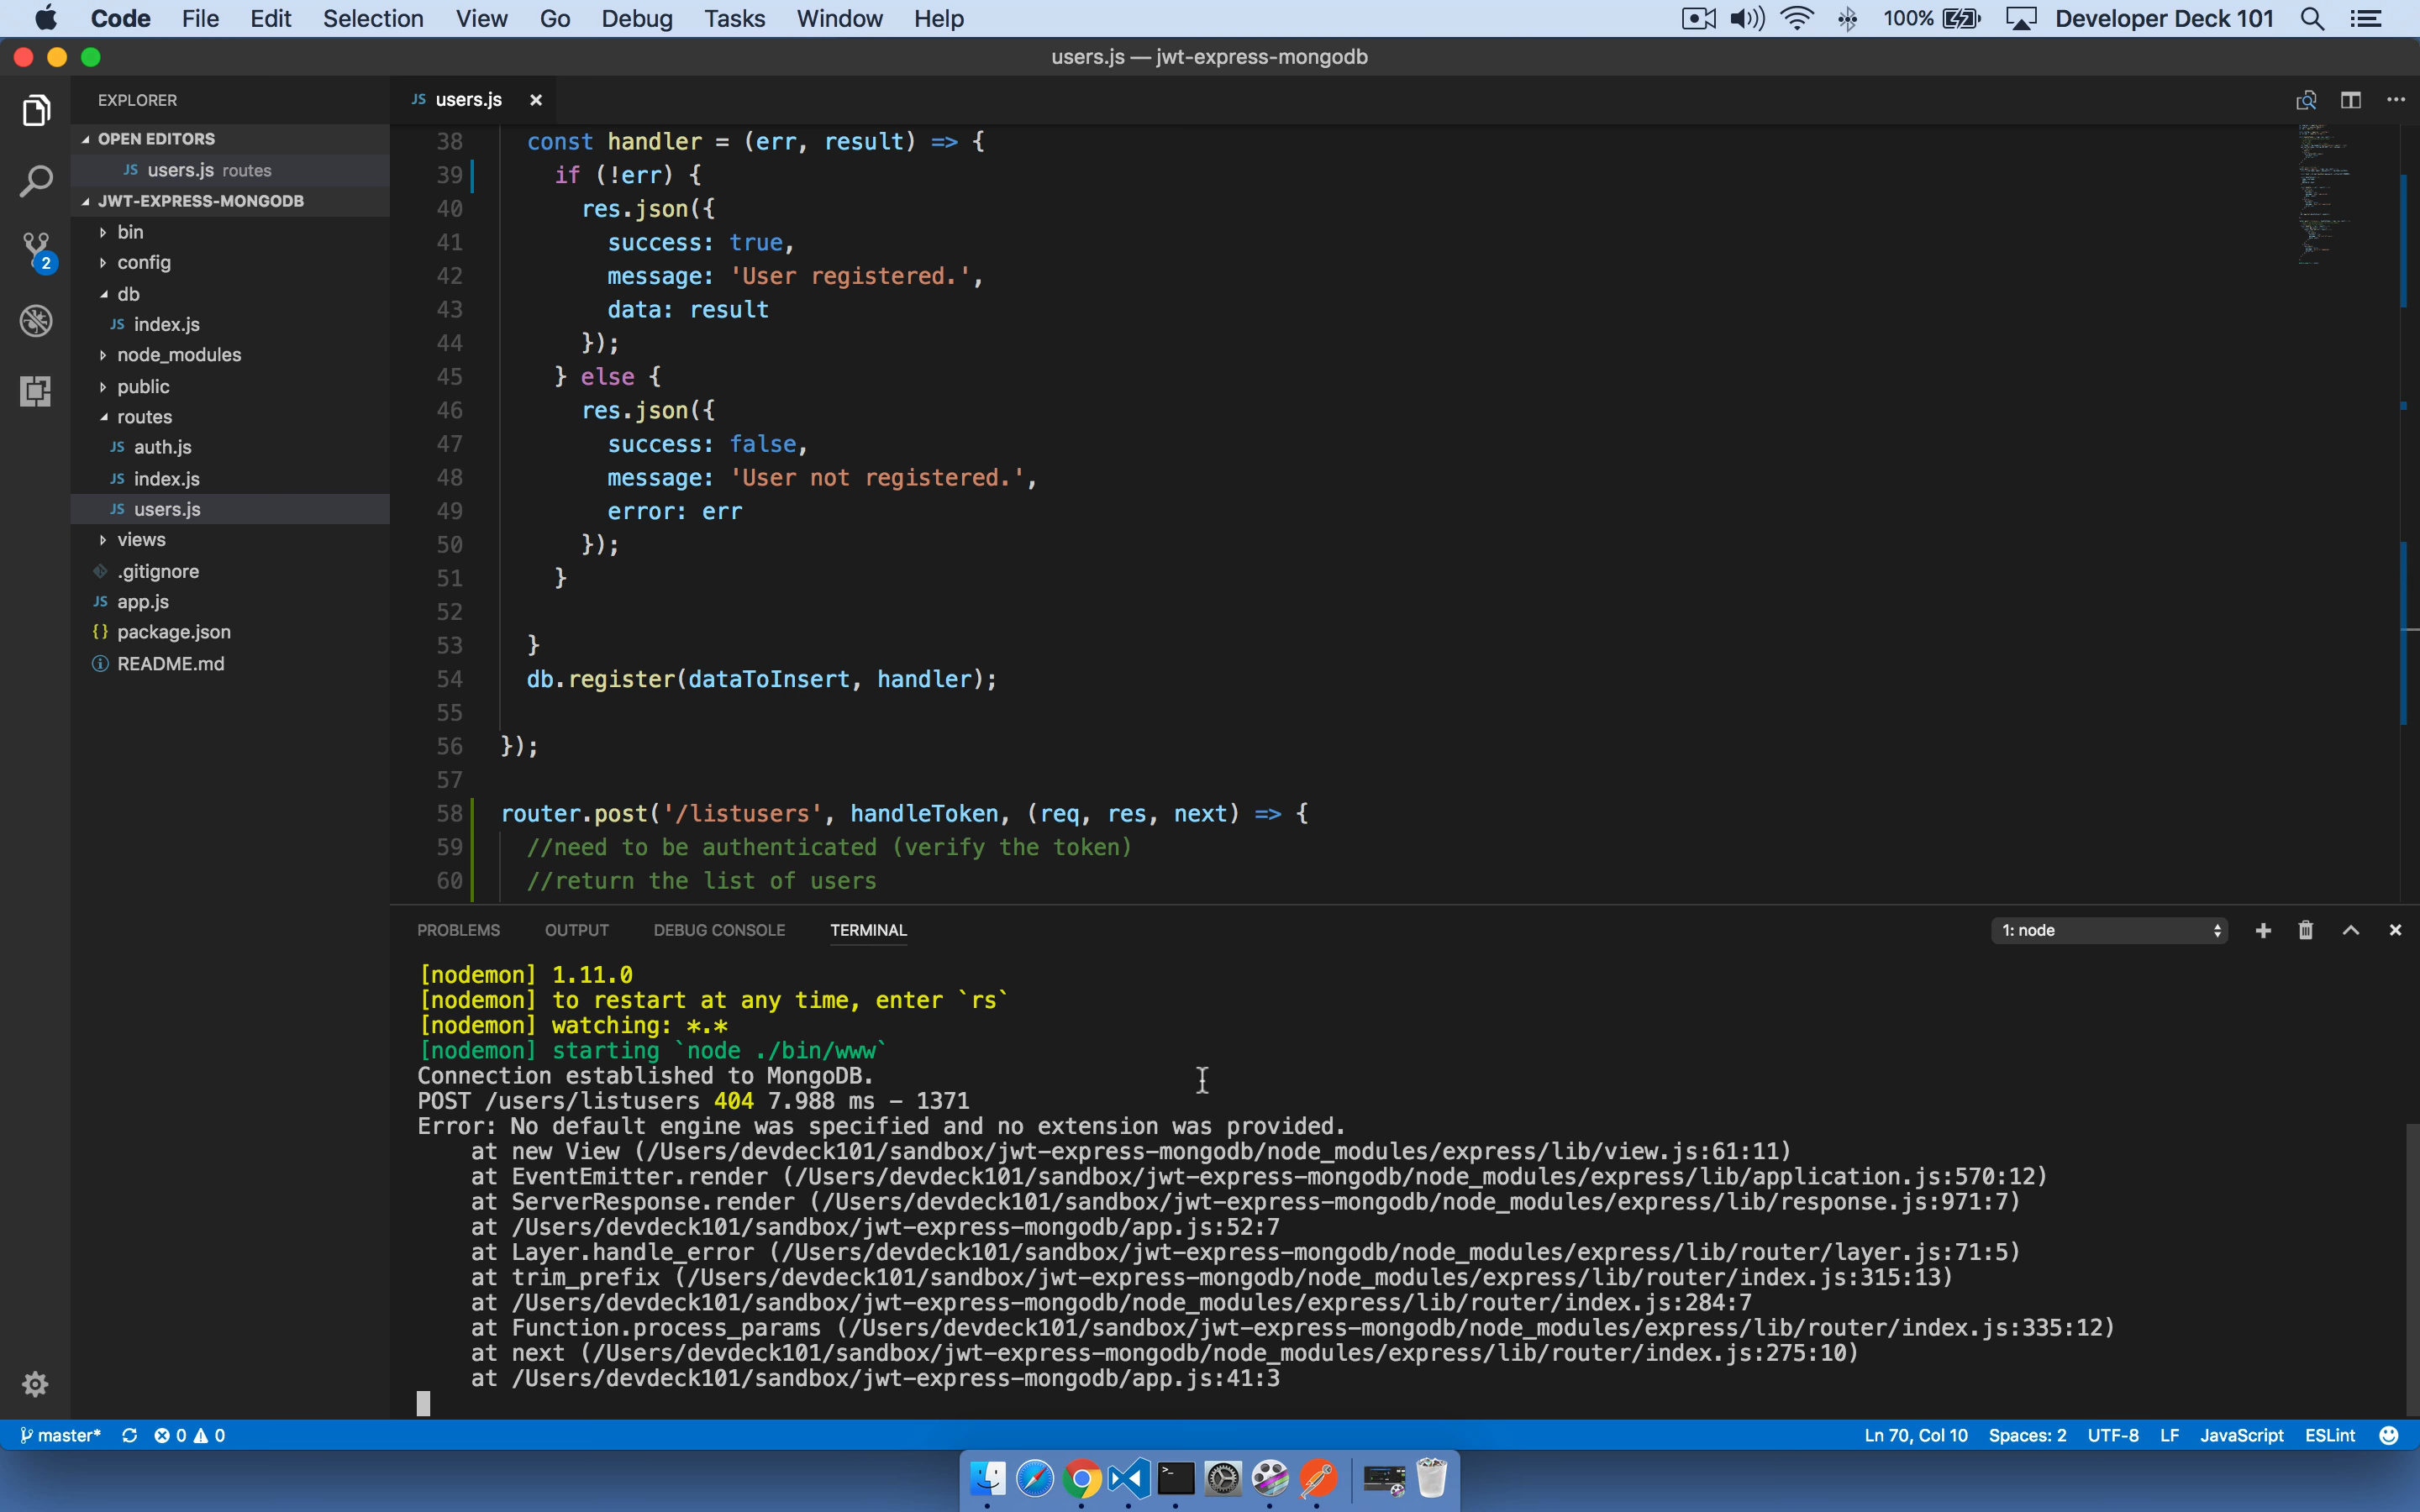 Code File Edit Selection View Go Debug Tasks Window Help 100% Developer Deck 101
users.js — jwt-express-mongodb
EXPLORER
OPEN EDITORS
JS users.js routes
JWT-EXPRESS-MONGODB
bin
config
db
JS index.js
node_modules
public
routes
JS auth.js
JS index.js
JS users.js
views
.gitignore
JS app.js
{} package.json
README.md
2
JS users.js
38 const handler = (err, result) => {
39 if (!err) {
40 res.json({
41 success: true,
42 message: 'User registered.',
43 data: result
44 });
45 } else {
46 res.json({
47 success: false,
48 message: 'User not registered.',
49 error: err
50 });
51 }
52
53 }
54 db.register(dataToInsert, handler);
55
56 });
57
58 router.post('/listusers', handleToken, (req, res, next) => {
59 //need to be authenticated (verify the token)
60 //return the list of users
PROBLEMS OUTPUT DEBUG CONSOLE TERMINAL 1: node
[nodemon] 1.11.0
[nodemon] to restart at any time, enter `rs`
[nodemon] watching: *.*
[nodemon] starting `node ./bin/www`
Connection established to MongoDB.
POST /users/listusers 404 7.988 ms - 1371
Error: No default engine was specified and no extension was provided.
at new View (/Users/devdeck101/sandbox/jwt-express-mongodb/node_modules/express/lib/view.js:61:11)
at EventEmitter.render (/Users/devdeck101/sandbox/jwt-express-mongodb/node_modules/express/lib/application.js:570:12)
at ServerResponse.render (/Users/devdeck101/sandbox/jwt-express-mongodb/node_modules/express/lib/response.js:971:7)
at /Users/devdeck101/sandbox/jwt-express-mongodb/app.js:52:7
at Layer.handle_error (/Users/devdeck101/sandbox/jwt-express-mongodb/node_modules/express/lib/router/layer.js:71:5)
at trim_prefix (/Users/devdeck101/sandbox/jwt-express-mongodb/node_modules/express/lib/router/index.js:315:13)
at /Users/devdeck101/sandbox/jwt-express-mongodb/node_modules/express/lib/router/index.js:284:7
at Function.process_params (/Users/devdeck101/sandbox/jwt-express-mongodb/node_modules/express/lib/router/index.js:335:12)
at next (/Users/devdeck101/sandbox/jwt-express-mongodb/node_modules/express/lib/router/index.js:275:10)
at /Users/devdeck101/sandbox/jwt-express-mongodb/app.js:41:3
master* 0 0 Ln 70, Col 10 Spaces: 2 UTF-8 LF JavaScript ESLint